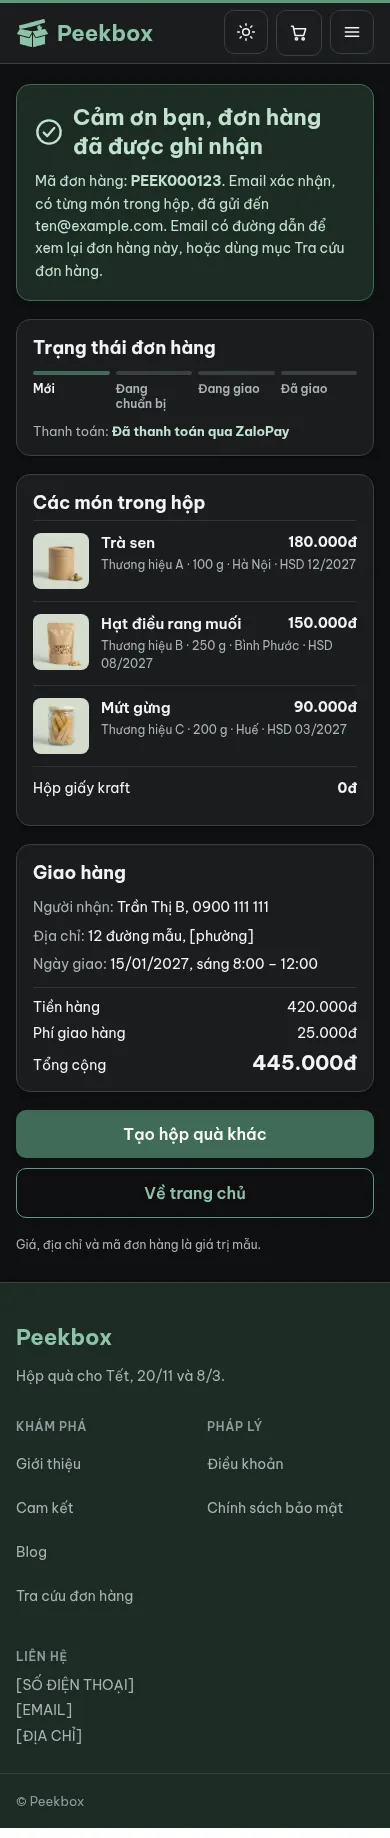 Peekbox
Cảm ơn bạn, đơn hàng
đã được ghi nhận
Mã đơn hàng: PEEK000123. Email xác nhận,
có từng món trong hộp, đã gửi đến
ten@example.com. Email có đường dẫn để
xem lại đơn hàng này, hoặc dùng mục Tra cứu
đơn hàng.
Trạng thái đơn hàng
Mới
Đang
chuẩn bị
Đang giao
Đã giao
Thanh toán: Đã thanh toán qua ZaloPay
Các món trong hộp
Trà sen 180.000đ
Thương hiệu A · 100 g · Hà Nội · HSD 12/2027
Hạt điều rang muối 150.000đ
Thương hiệu B · 250 g · Bình Phước · HSD
08/2027
Mứt gừng 90.000đ
Thương hiệu C · 200 g · Huế · HSD 03/2027
Hộp giấy kraft 0đ
Giao hàng
Người nhận: Trần Thị B, 0900 111 111
Địa chỉ: 12 đường mẫu, [phường]
Ngày giao: 15/01/2027, sáng 8:00 – 12:00
Tiền hàng 420.000đ
Phí giao hàng 25.000đ
Tổng cộng 445.000đ
Tạo hộp quà khác
Về trang chủ
Giá, địa chỉ và mã đơn hàng là giá trị mẫu.
Peekbox
Hộp quà cho Tết, 20/11 và 8/3.
KHÁM PHÁ
Giới thiệu
Cam kết
Blog
Tra cứu đơn hàng
PHÁP LÝ
Điều khoản
Chính sách bảo mật
LIÊN HỆ
[SỐ ĐIỆN THOẠI]
[EMAIL]
[ĐỊA CHỈ]
© Peekbox